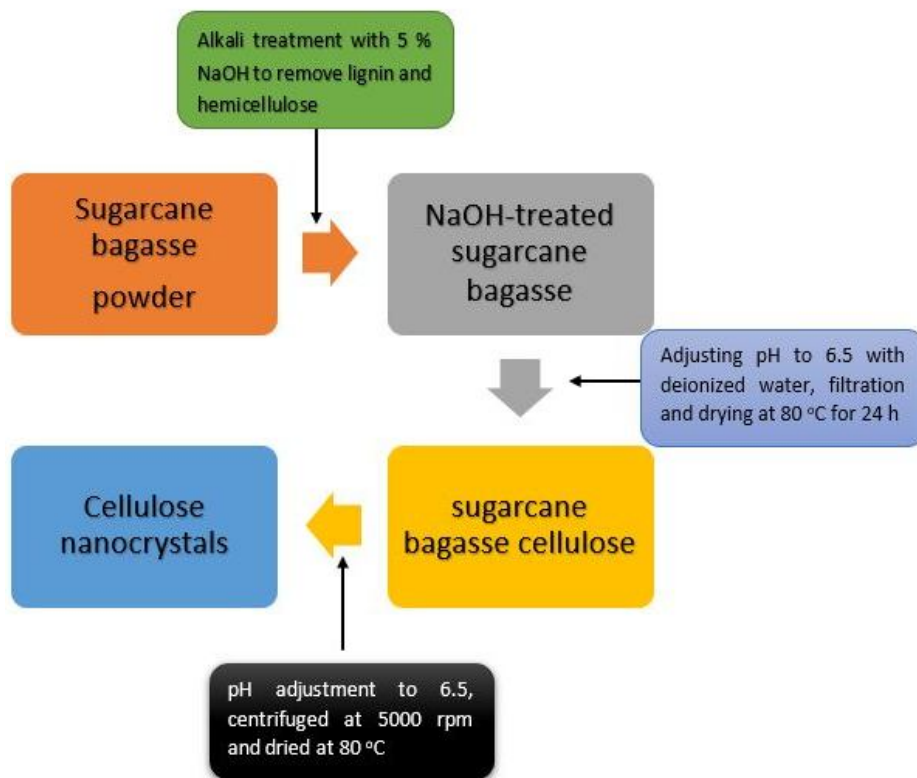 Alkali treatment with 5 %
NaOH to remove lignin and
hemicellulose
Sugarcane
bagasse
powder
NaOH-treated
sugarcane
bagasse
Adjusting pH to 6.5 with
deionized water, filtration
and drying at 80 ºC for 24 h
sugarcane
bagasse cellulose
Cellulose
nanocrystals
pH adjustment to 6.5,
centrifuged at 5000 rpm
and dried at 80 ºC